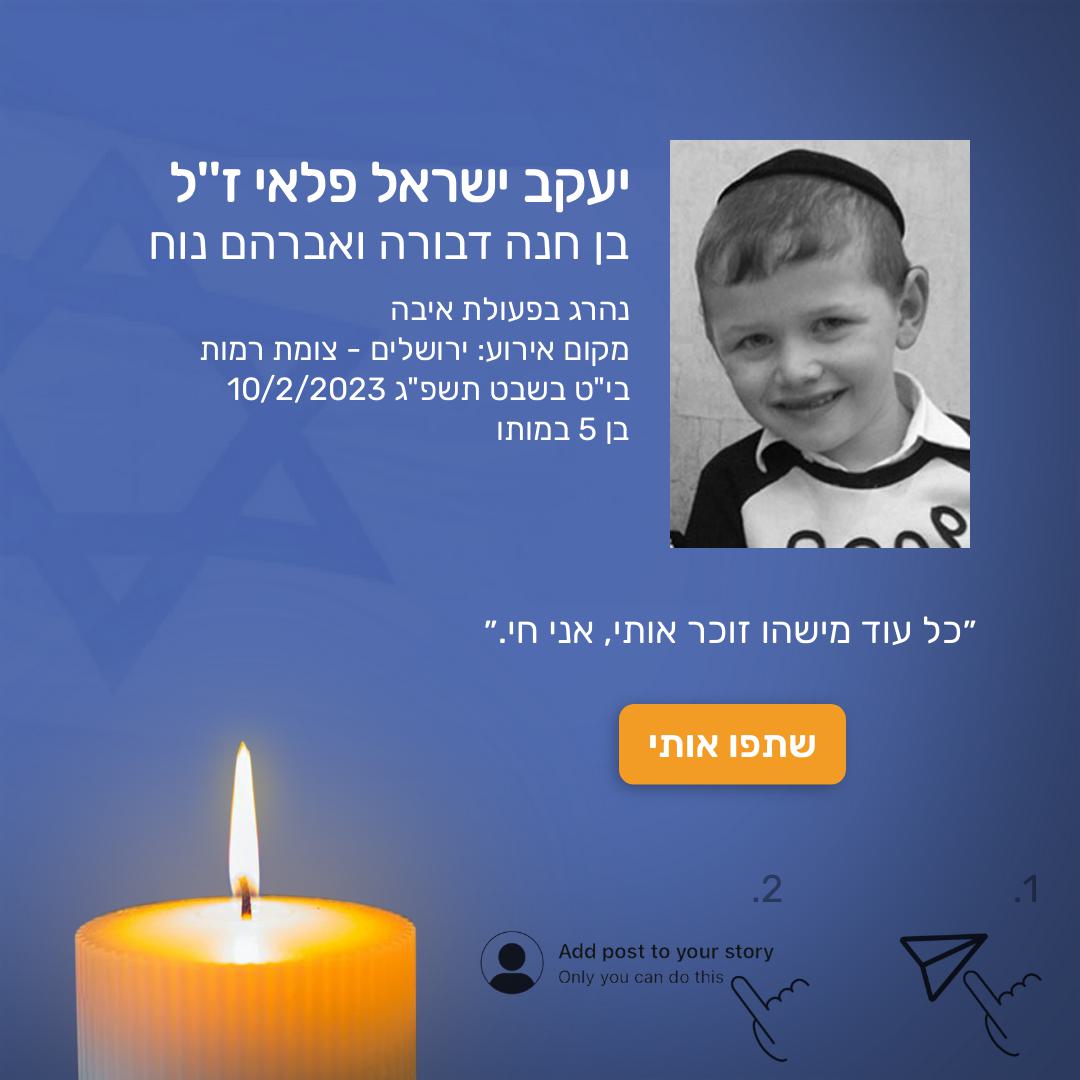 יעקב ישראל פלאי ז"ל
בן חנה דבורה ואברהם נוח
נהרג בפעולת איבה
מקום אירוע: ירושלים - צומת רמות
בי"ט בשבט תשפ"ג 10/2/2023
בן 5 במותו
״כל עוד מישהו זוכר אותי, אני חי.״
שתפו אותי
.1
.2
Add post to your story
Only you can do this